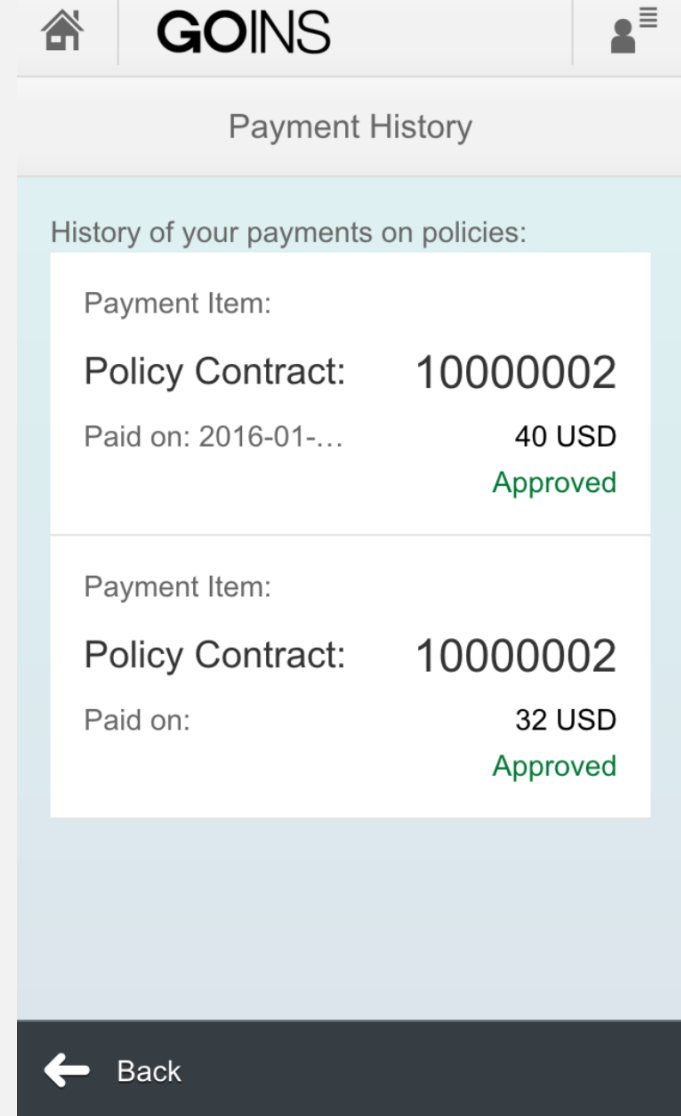 GOINS
Payment History
History of your payments on policies:
Payment Item:
Policy Contract: 10000002
Paid on: 2016-01-... 40 USD
Approved
Payment Item:
Policy Contract: 10000002
Paid on: 32 USD
Approved
Back